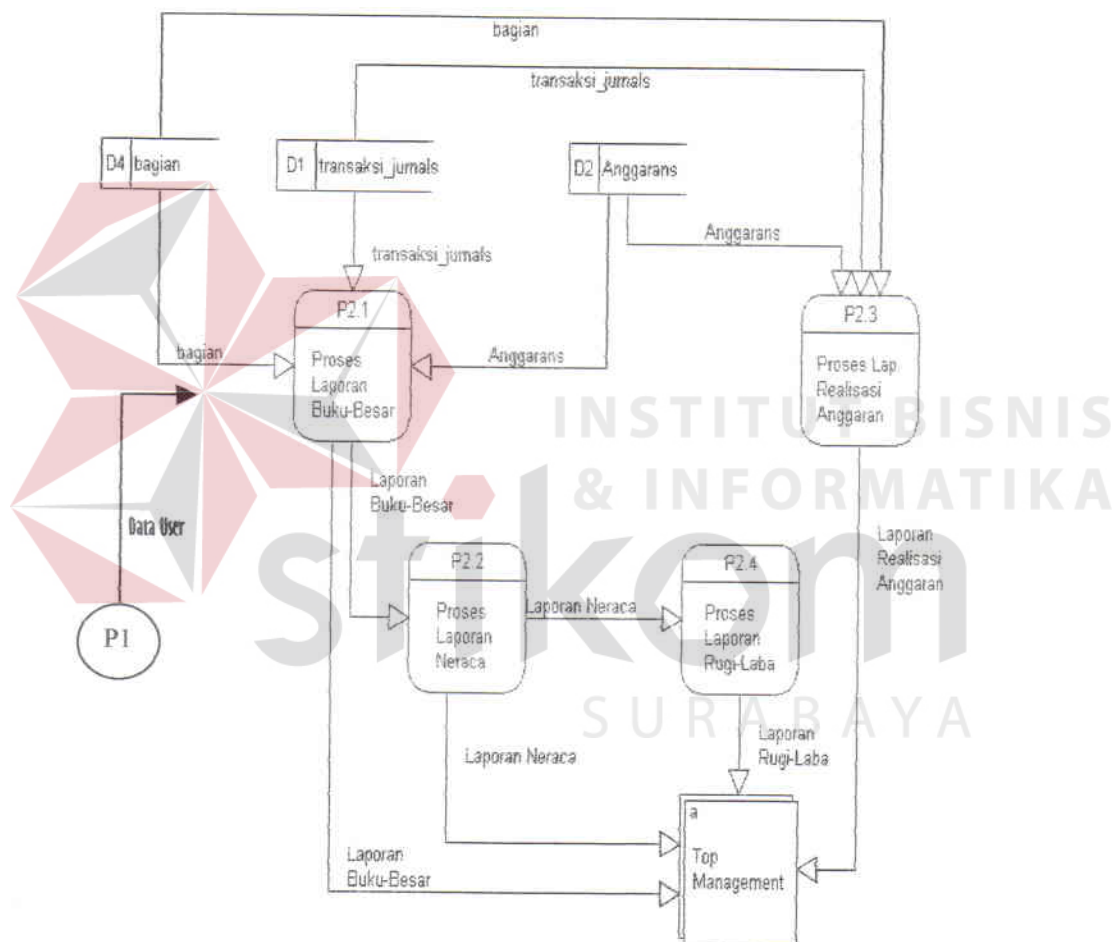 bagian
transaksi_jurnals
D4 bagian
D1 transaksi_jurnals
D2 Anggarans
Anggarans
transaksi_jurnals
P2.1
P2.3
bagian
Proses
Laporan
Buku-Besar
Anggarans
Proses Lap.
Realisasi
Anggaran
INSTITUT BISNIS
& INFORMATIKA
Laporan
Buku-Besar
Data User
stikom
Laporan
Realisasi
Anggaran
P2.2
P2.4
Proses
Laporan
Neraca
Laporan Neraca
Proses
Laporan
Rugi-Laba
P1
SURABAYA
Laporan Neraca
Laporan
Rugi-Laba
a
Top
Management
Laporan
Buku-Besar